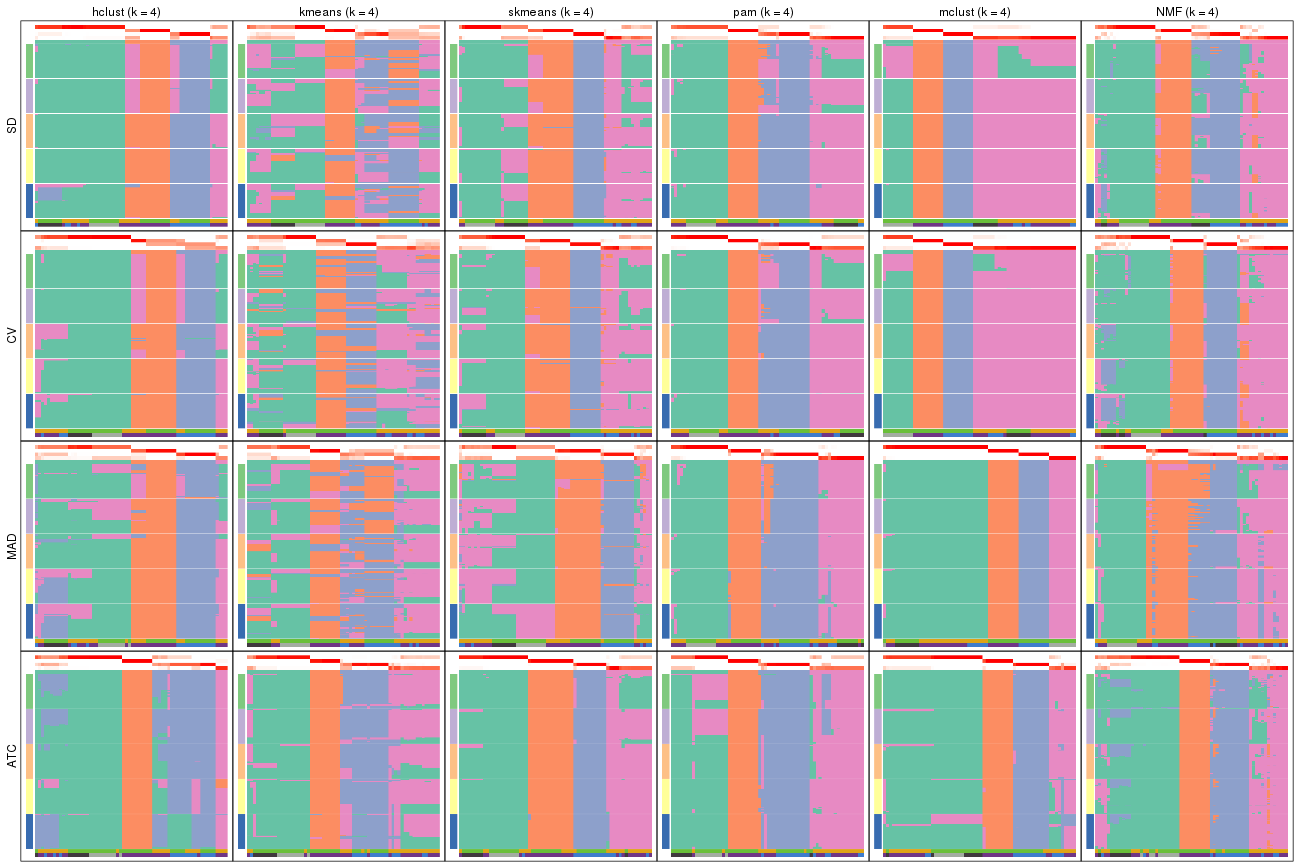 hclust (k = 4) kmeans (k = 4) skmeans (k = 4) pam (k = 4) mclust (k = 4) NMF (k = 4)
SD
CV
MAD
ATC